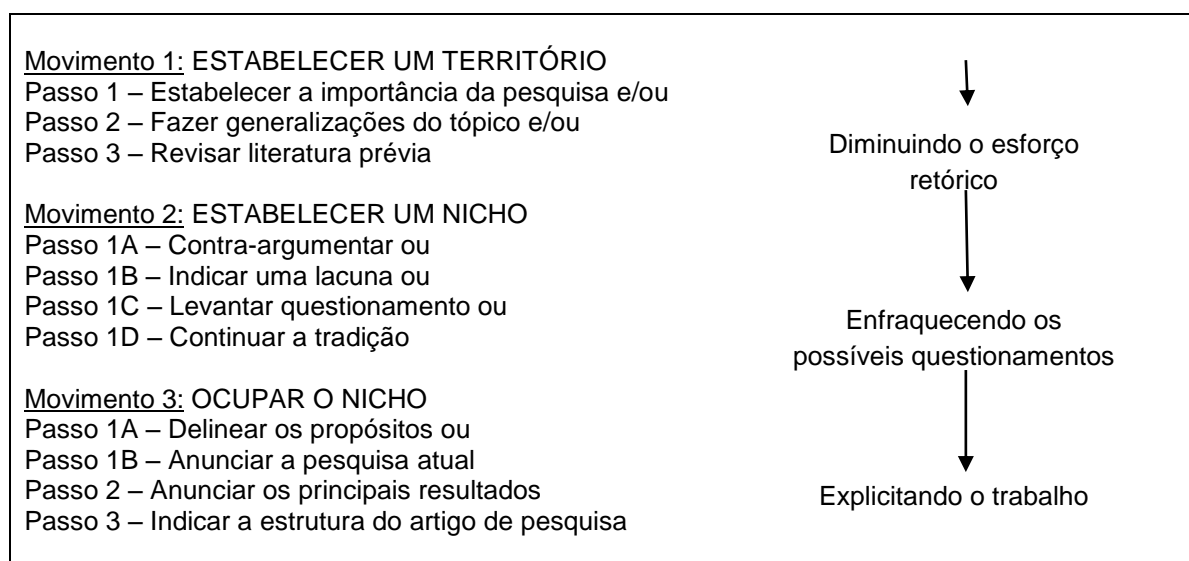 Movimento 1: ESTABELECER UM TERRITÓRIO
Passo 1 – Estabelecer a importância da pesquisa e/ou
Passo 2 – Fazer generalizações do tópico e/ou
Passo 3 – Revisar literatura prévia
Movimento 2: ESTABELECER UM NICHO
Passo 1A – Contra-argumentar ou
Passo 1B – Indicar uma lacuna ou
Passo 1C – Levantar questionamento ou
Passo 1D – Continuar a tradição
Movimento 3: OCUPAR O NICHO
Passo 1A – Delinear os propósitos ou
Passo 1B – Anunciar a pesquisa atual
Passo 2 – Anunciar os principais resultados
Passo 3 – Indicar a estrutura do artigo de pesquisa
Diminuindo o esforço
retórico
Enfraquecendo os
possíveis questionamentos
Explicitando o trabalho